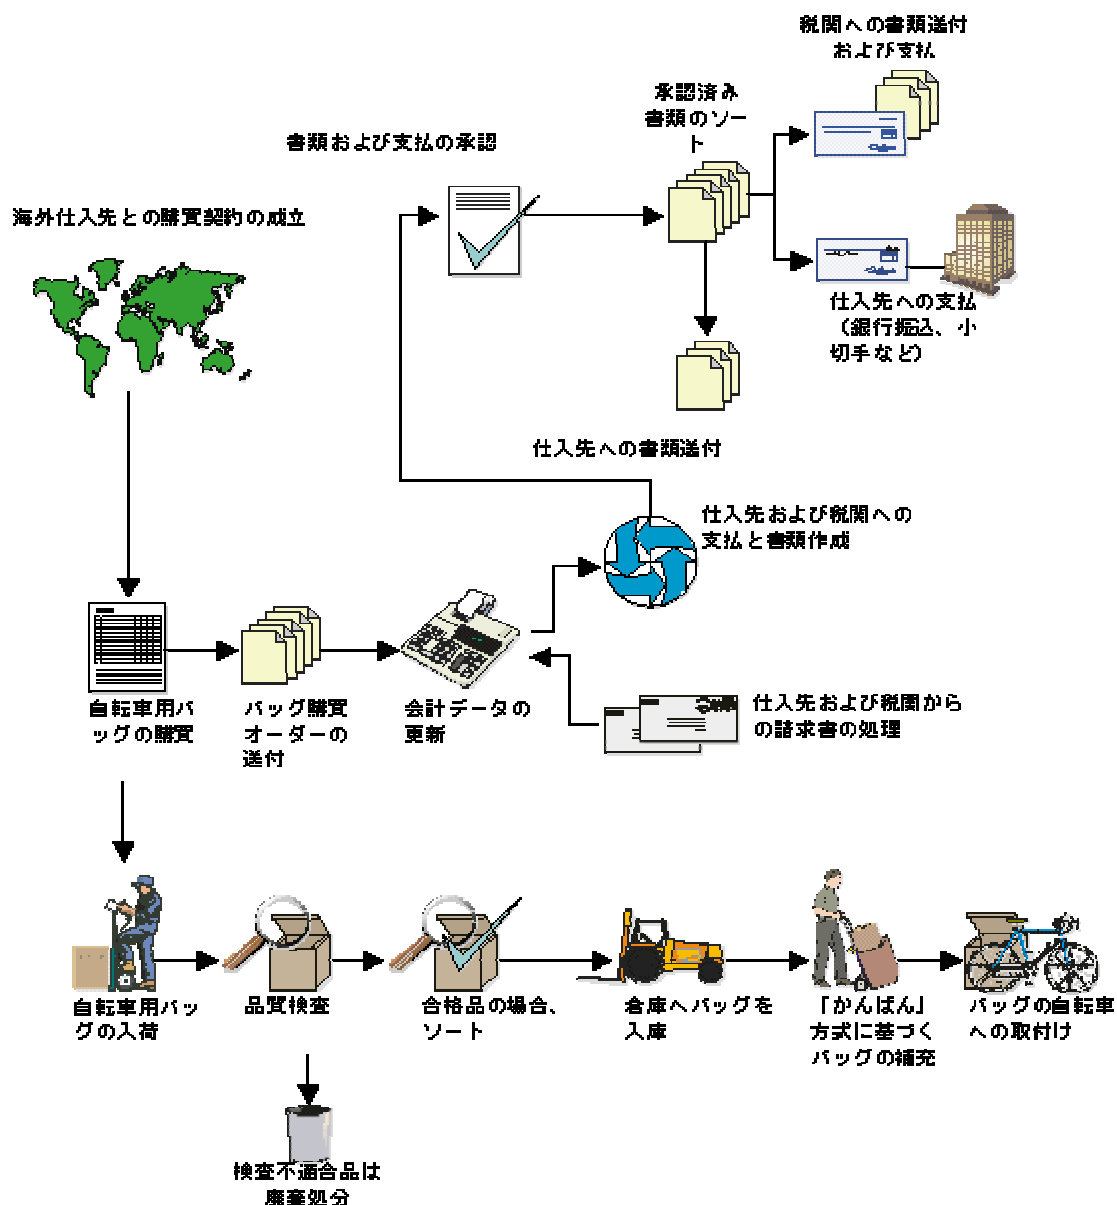 税関への書類送付
および支払
承認済み
書類のソー
ト
書類および支払の承認
海外仕入先との購買契約の成立
仕入先への支払
（銀行振込、小
切手など）
仕入先への書類送付
仕入先および税関への
支払と書類作成
自転車用バ
ッグの購買
バッグ購買
オーダーの
送付
会計データの
更新
仕入先および税関から
の請求書の処理
自転車用バッ
グの入荷
品質検査
合格品の場合、
ソート
倉庫へバッグを
入庫
「かんばん」
方式に基づく
バッグの補充
バッグの自転車
への取付け
検査不適合品は
廃棄処分